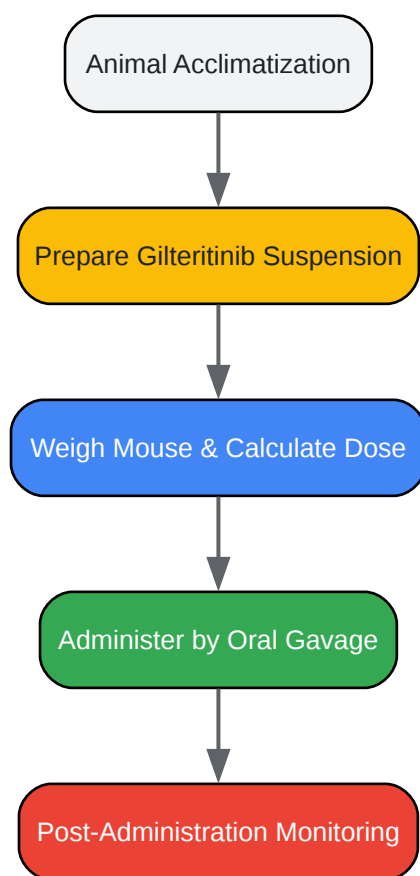 Animal Acclimatization
Prepare Gilteritinib Suspension
Weigh Mouse & Calculate Dose
Administer by Oral Gavage
Post-Administration Monitoring